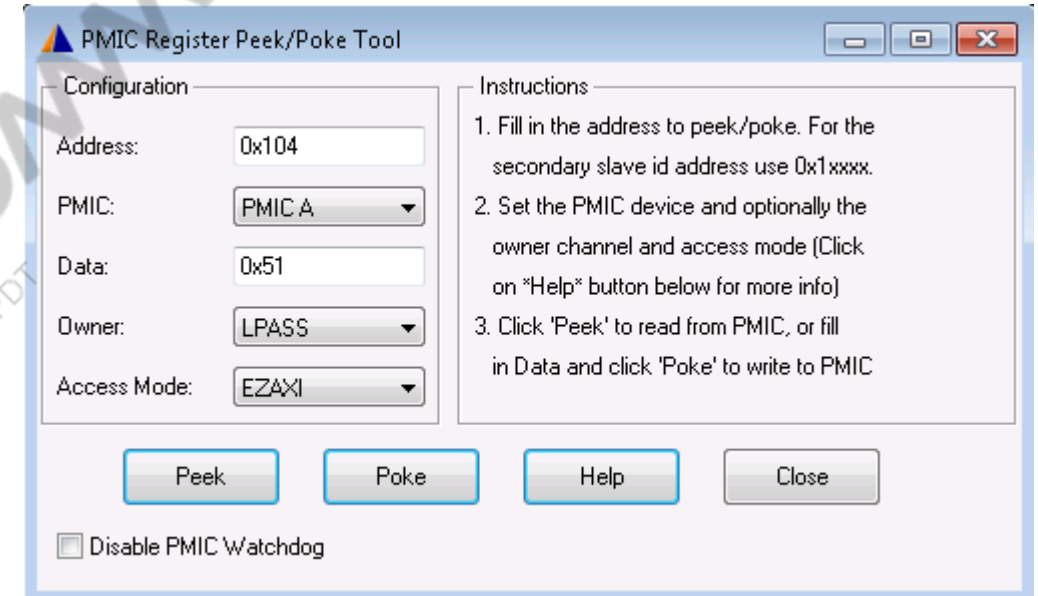 PMIC Register Peek/Poke Tool
Configuration
Address: 0x104
PMIC: PMIC A
Data: 0x51
Owner: LPASS
Access Mode: EZAXI
Instructions
1. Fill in the address to peek/poke. For the
secondary slave id address use 0x1xxxx.
2. Set the PMIC device and optionally the
owner channel and access mode (Click
on *Help* button below for more info)
3. Click 'Peek' to read from PMIC, or fill
in Data and click 'Poke' to write to PMIC
Peek Poke Help Close
Disable PMIC Watchdog